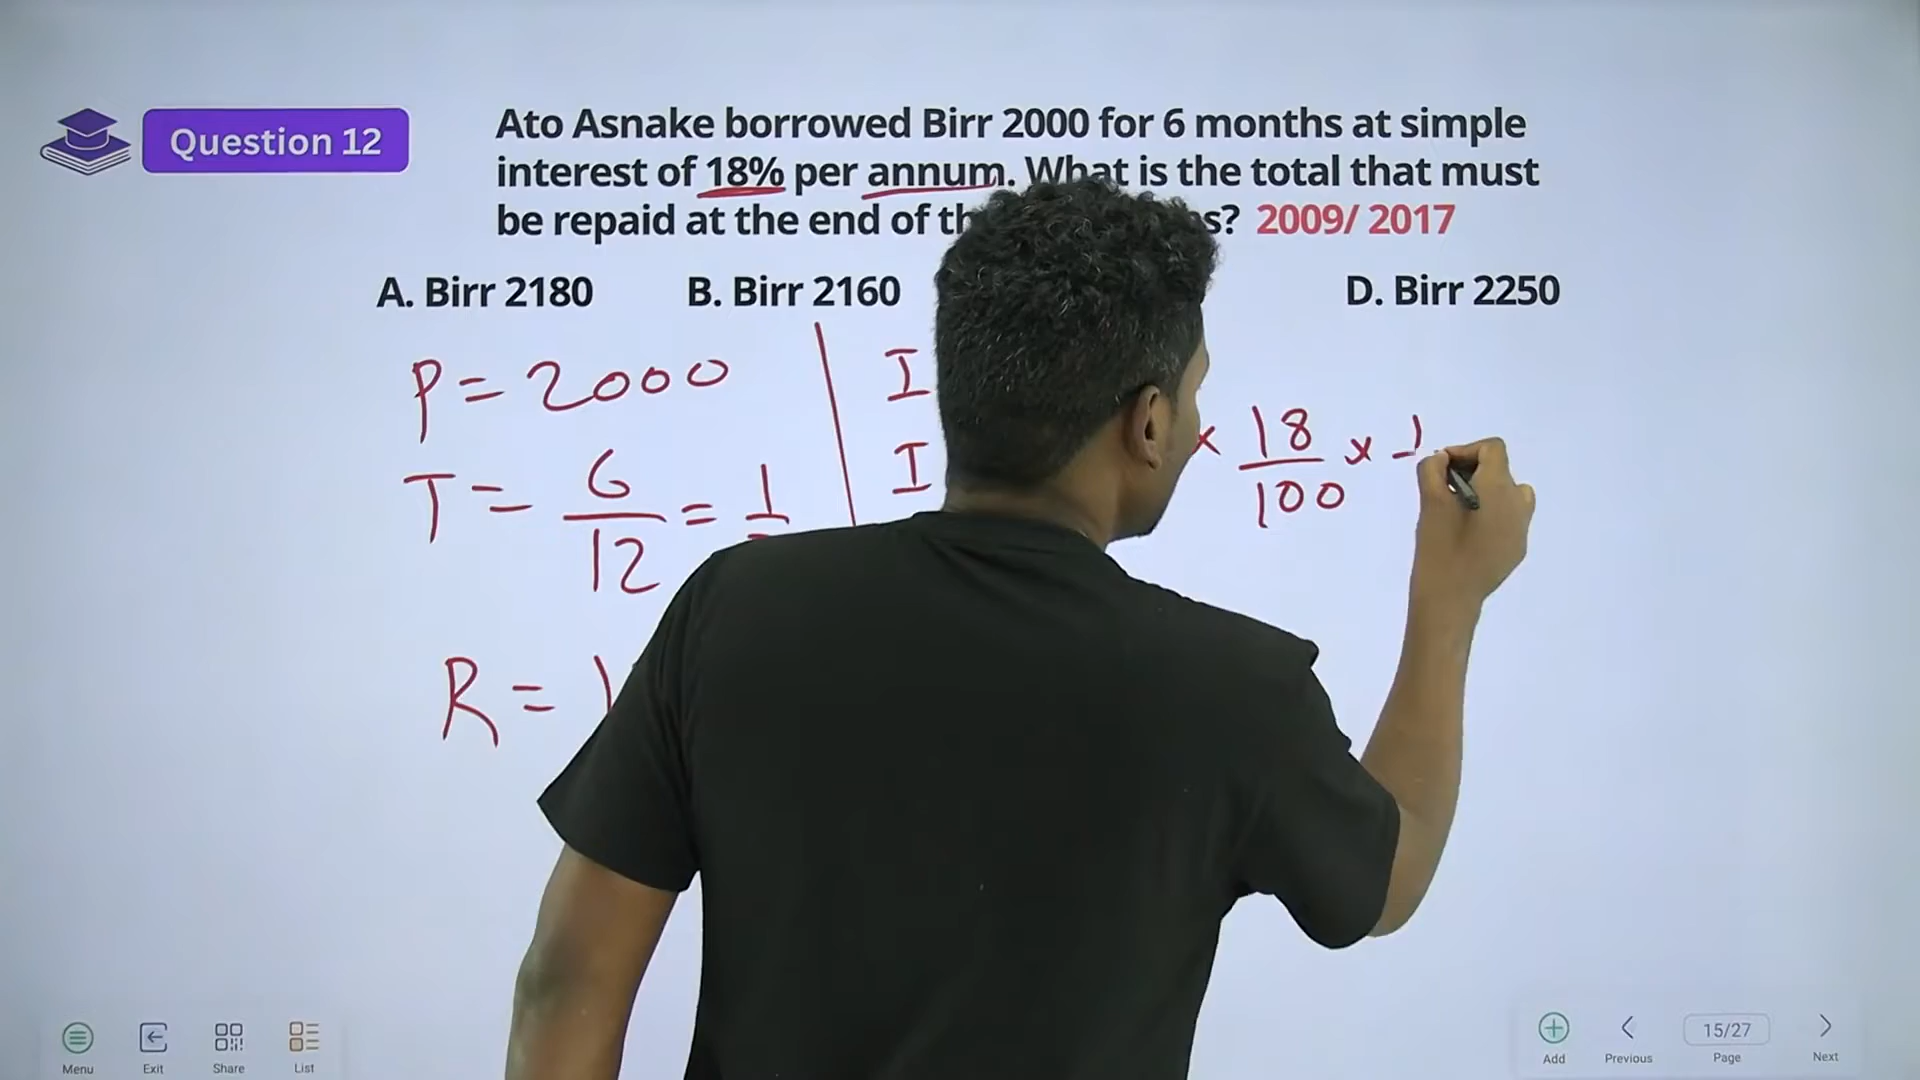 Question 12
Ato Asnake borrowed Birr 2000 for 6 months at simple
interest of 18% per annum. What is the total that must
be repaid at the end of th s? 2009/ 2017
A. Birr 2180 B. Birr 2160 D. Birr 2250
P = 2000
T = 6/12 = 1
R = 1
I
I × 18/100 × 1
Menu Exit Share List
Add Previous 15/27 Page Next